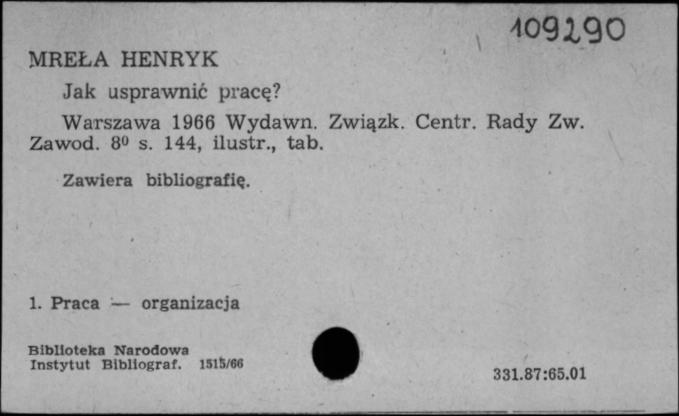 109290
MREŁA HENRYK
Jak usprawnić pracę?
Warszawa 1966 Wydawn. Związk. Centr. Rady Zw.
Zawod. 8⁰ s. 144, ilustr., tab.
Zawiera bibliografię.
1. Praca — organizacja
Biblioteka Narodowa
Instytut Bibliograf. 1515/66
331.87:65.01